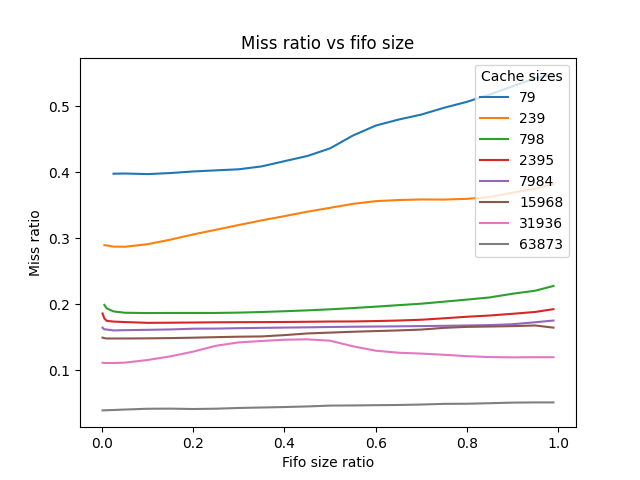 Miss ratio vs fifo size
Cache sizes
79
239
798
2395
7984
15968
31936
63873
0.5
0.4
0.3
0.2
0.1
Miss ratio
0.0 0.2 0.4 0.6 0.8 1.0
Fifo size ratio